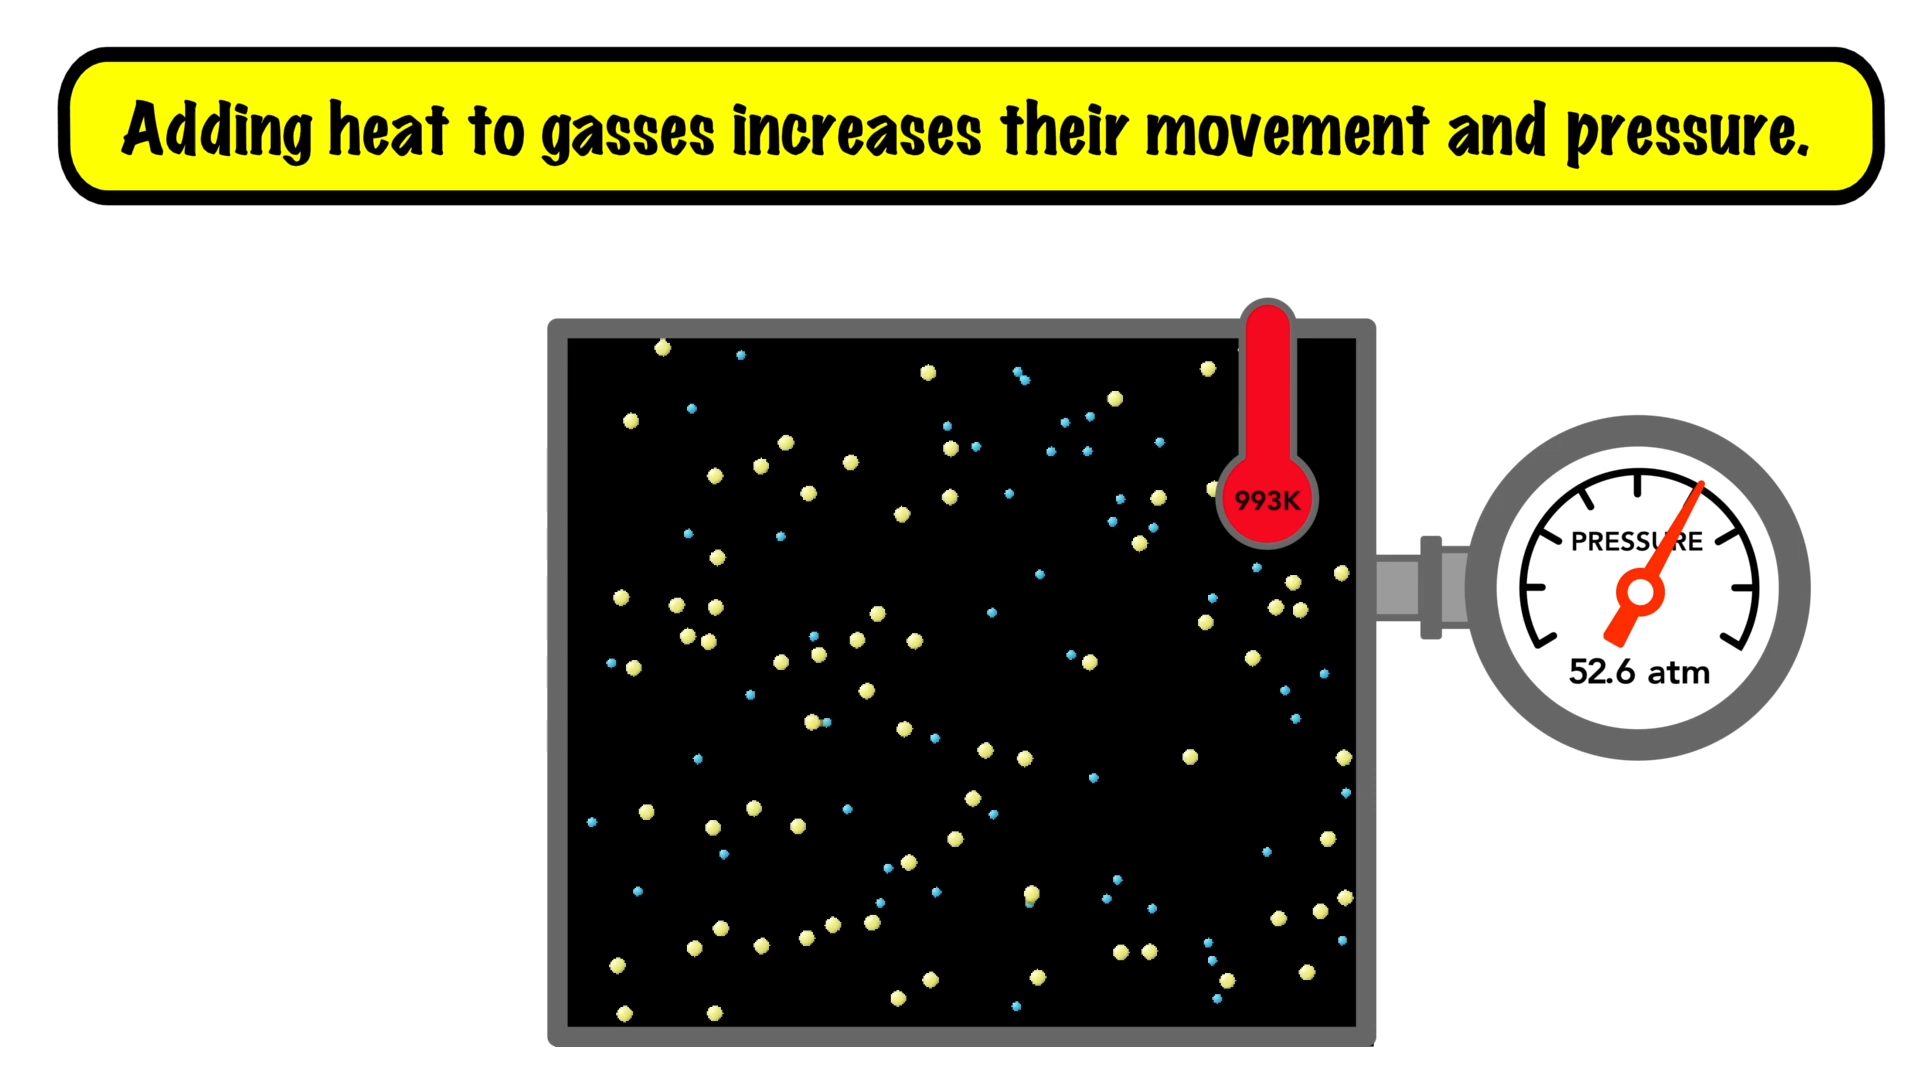 Adding heat to gasses increases their movement and pressure.
993K
PRESSURE
52.6 atm